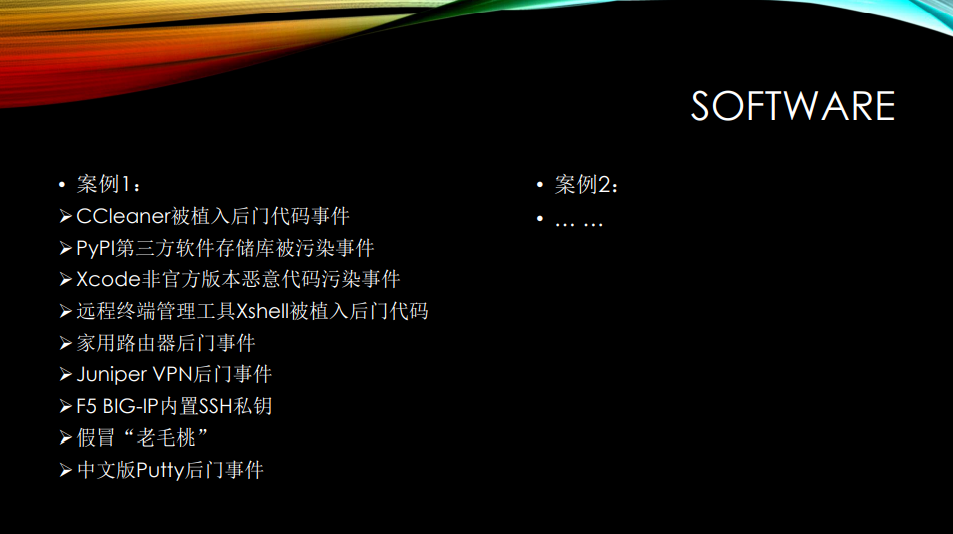 SOFTWARE
• 案例1：
➢CCleaner被植入后门代码事件
➢PyPI第三方软件存储库被污染事件
➢Xcode非官方版本恶意代码污染事件
➢远程终端管理工具Xshell被植入后门代码
➢家用路由器后门事件
➢Juniper VPN后门事件
➢F5 BIG-IP内置SSH私钥
➢假冒“老毛桃”
➢中文版Putty后门事件
• 案例2：
• … …